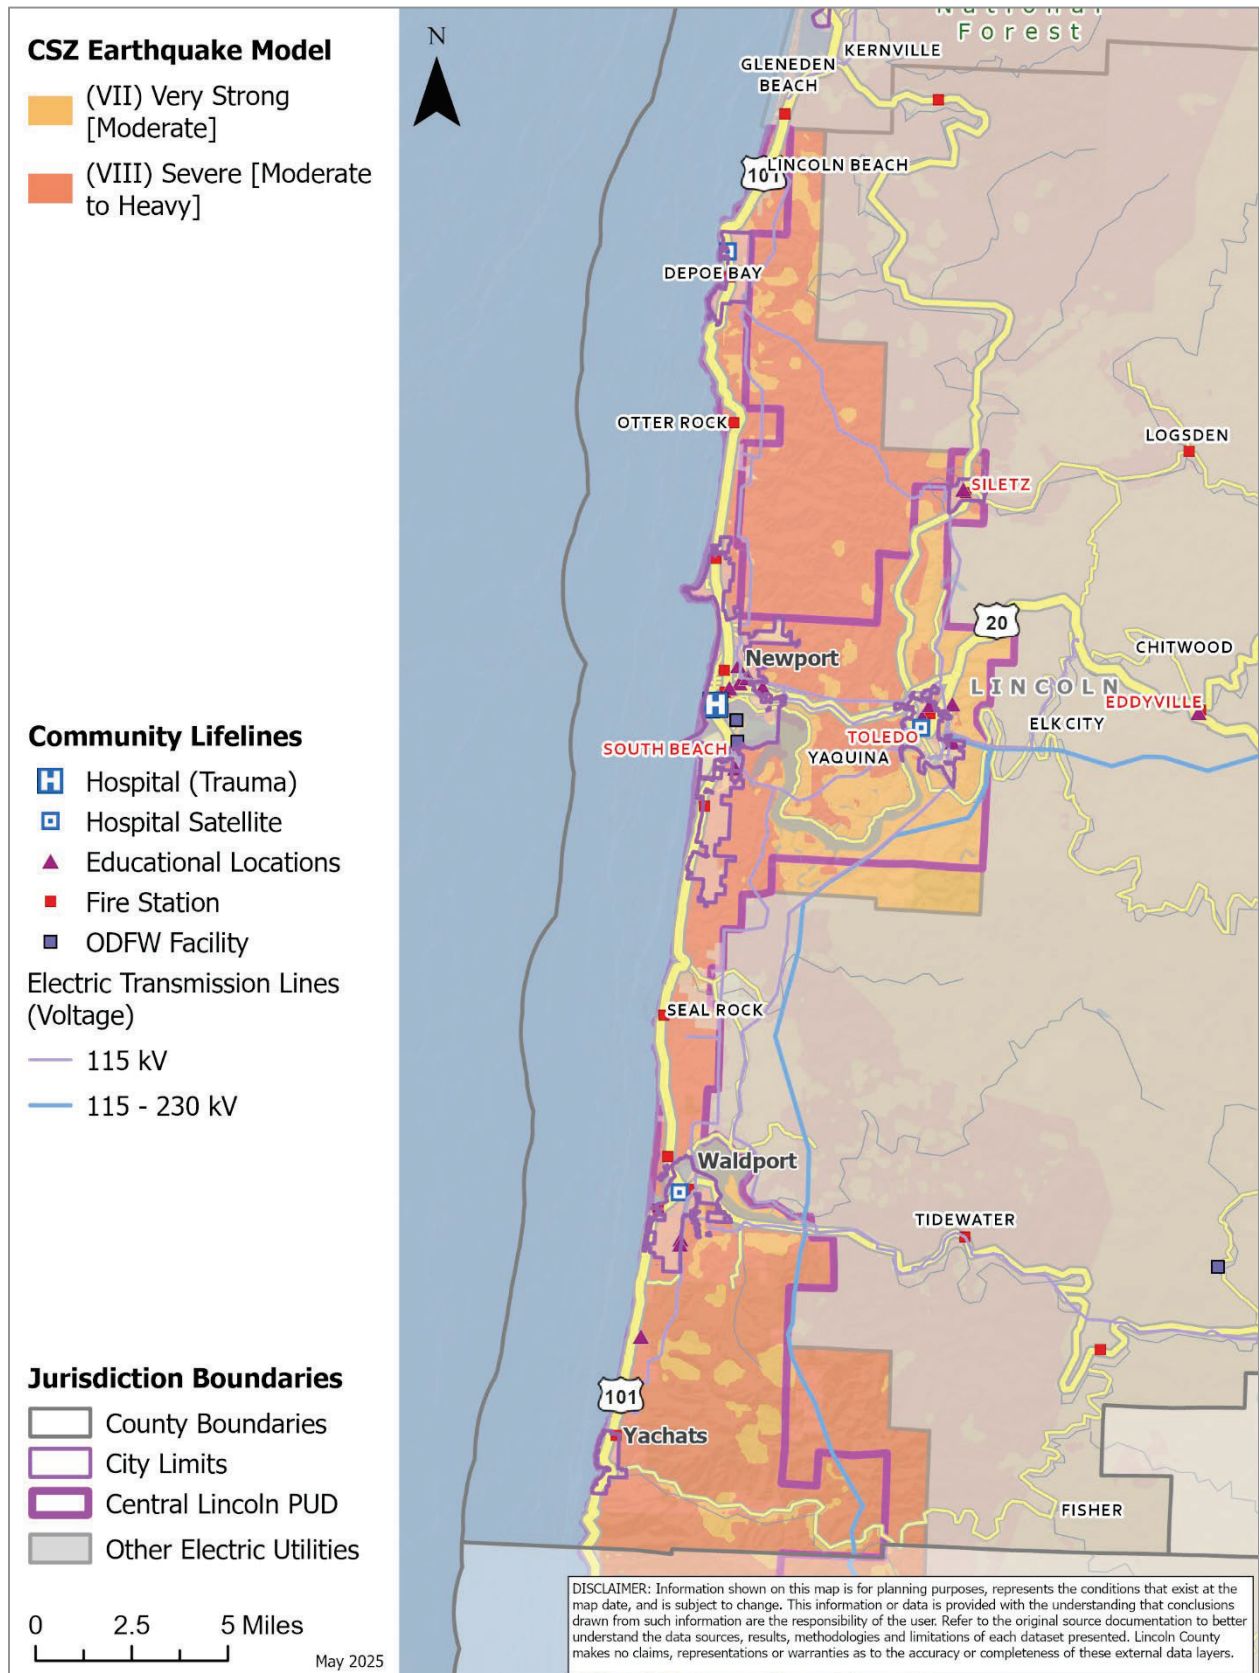 CSZ Earthquake Model
(VII) Very Strong
[Moderate]
(VIII) Severe [Moderate
to Heavy]
Community Lifelines
H Hospital (Trauma)
Hospital Satellite
Educational Locations
Fire Station
ODFW Facility
Electric Transmission Lines
(Voltage)
115 kV
115 - 230 kV
Jurisdiction Boundaries
County Boundaries
City Limits
Central Lincoln PUD
Other Electric Utilities
0 2.5 5 Miles
May 2025
N
National
Forest
KERNVILLE
GLENEDEN
BEACH
LINCOLN BEACH
101
DEPOE BAY
OTTER ROCK
LOGSDEN
SILETZ
20
CHITWOOD
Newport
LINCOLN
EDDYVILLE
ELK CITY
H
SOUTH BEACH
TOLEDO
YAQUINA
SEAL ROCK
Waldport
TIDEWATER
101
Yachats
FISHER
DISCLAIMER: Information shown on this map is for planning purposes, represents the conditions that exist at the
map date, and is subject to change. This information or data is provided with the understanding that conclusions
drawn from such information are the responsibility of the user. Refer to the original source documentation to better
understand the data sources, results, methodologies and limitations of each dataset presented. Lincoln County
makes no claims, representations or warranties as to the accuracy or completeness of these external data layers.